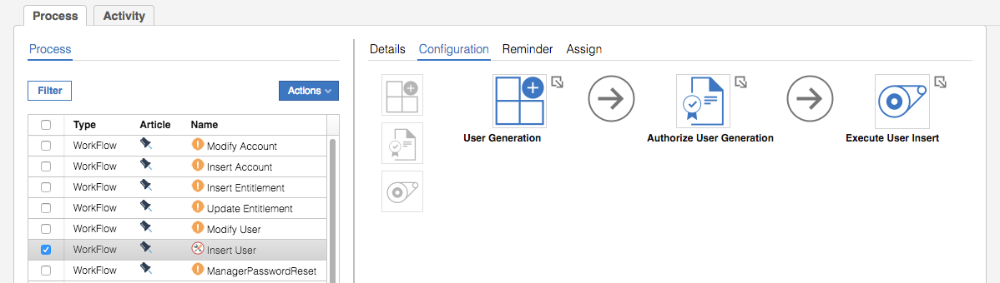 Process Activity
Process
Filter Actions
Type Article Name
WorkFlow Modify Account
WorkFlow Insert Account
WorkFlow Insert Entitlement
WorkFlow Update Entitlement
WorkFlow Modify User
WorkFlow Insert User
WorkFlow ManagerPasswordReset
Details Configuration Reminder Assign
User Generation Authorize User Generation Execute User Insert